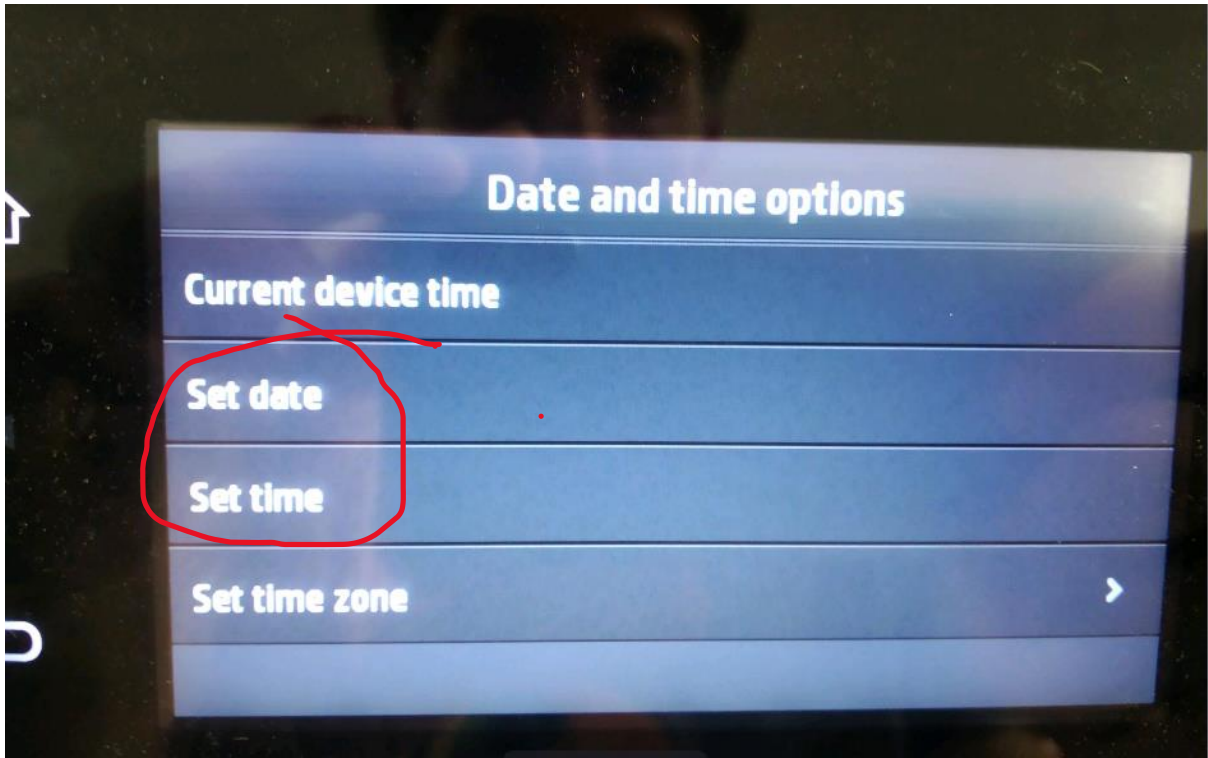 Date and time options
Current device time
Set date
Set time
Set time zone